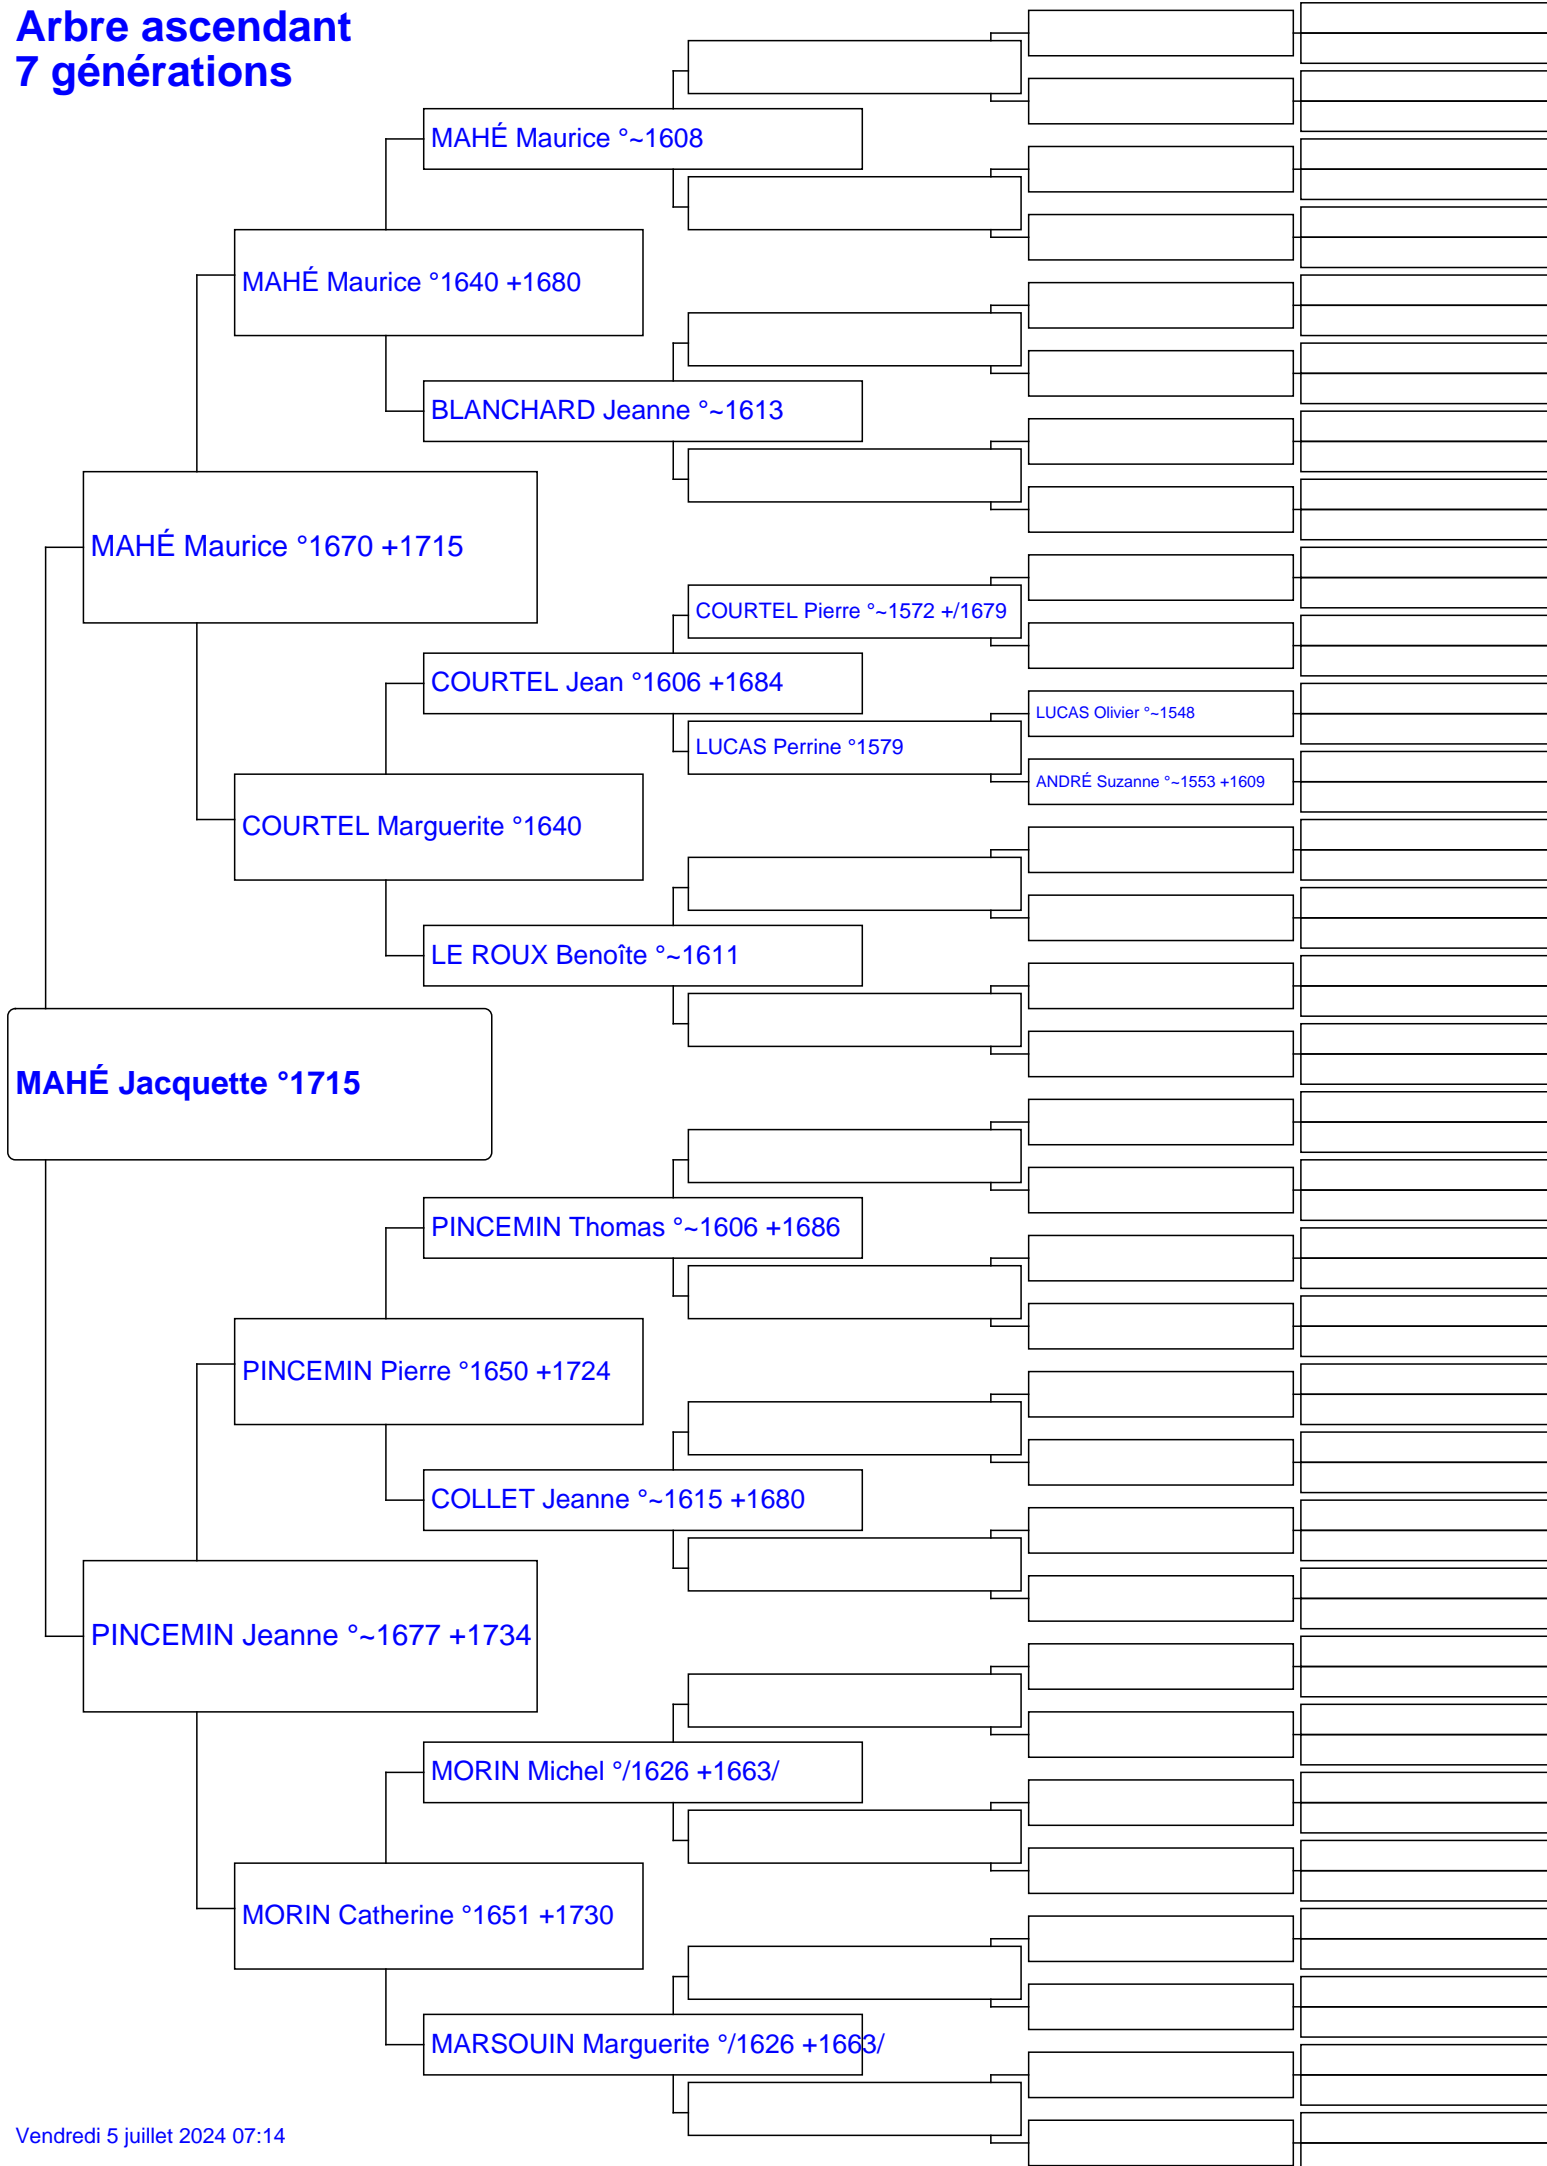 Arbre ascendant
7 générations
MAHÉ Maurice °~1608
MAHÉ Maurice °1640 +1680
BLANCHARD Jeanne °~1613
MAHÉ Maurice °1670 +1715
COURTEL Pierre °~1572 +/1679
COURTEL Jean °1606 +1684
LUCAS Olivier °~1548
LUCAS Perrine °1579
ANDRÉ Suzanne °~1553 +1609
COURTEL Marguerite °1640
LE ROUX Benoîte °~1611
MAHÉ Jacquette °1715
PINCEMIN Thomas °~1606 +1686
PINCEMIN Pierre °1650 +1724
COLLET Jeanne °~1615 +1680
PINCEMIN Jeanne °~1677 +1734
MORIN Michel °/1626 +1663/
MORIN Catherine °1651 +1730
MARSOUIN Marguerite °/1626 +1663/
Vendredi 5 juillet 2024 07:14